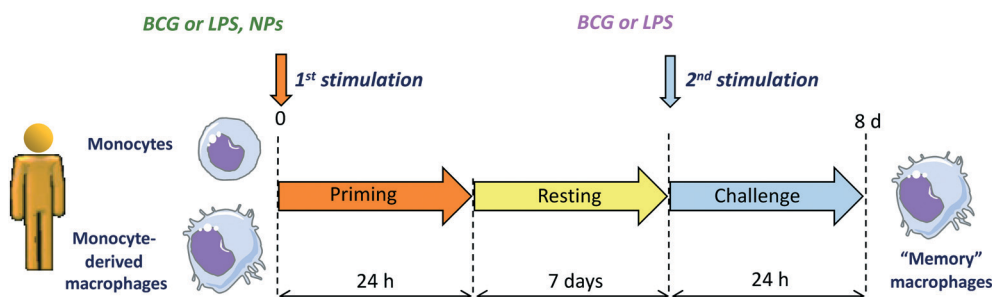 BCG or LPS, NPs
BCG or LPS
1st stimulation
2nd stimulation
0
8 d
Monocytes
Priming
Resting
Challenge
Monocyte-
derived
macrophages
"Memory"
macrophages
24 h
7 days
24 h